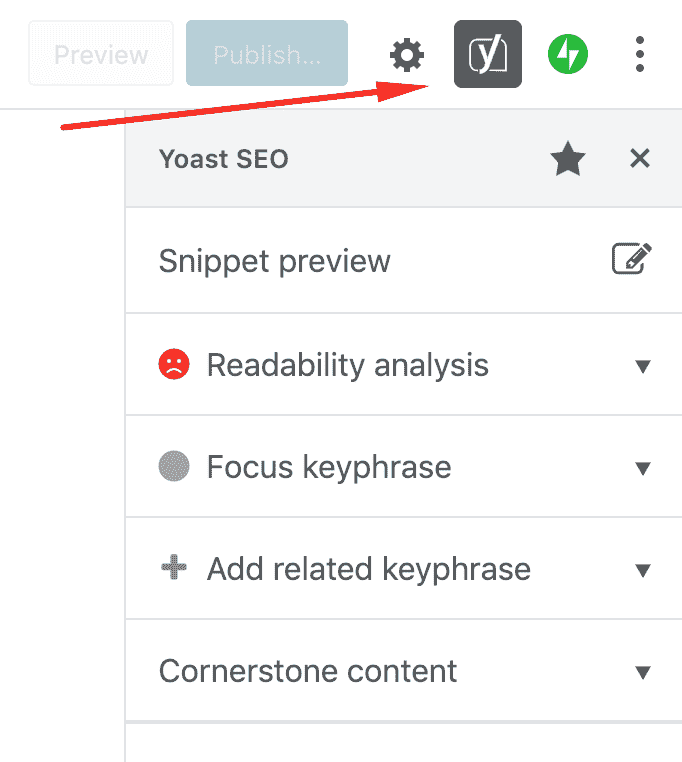 Preview Publish...
Yoast SEO
Snippet preview
Readability analysis
Focus keyphrase
Add related keyphrase
Cornerstone content